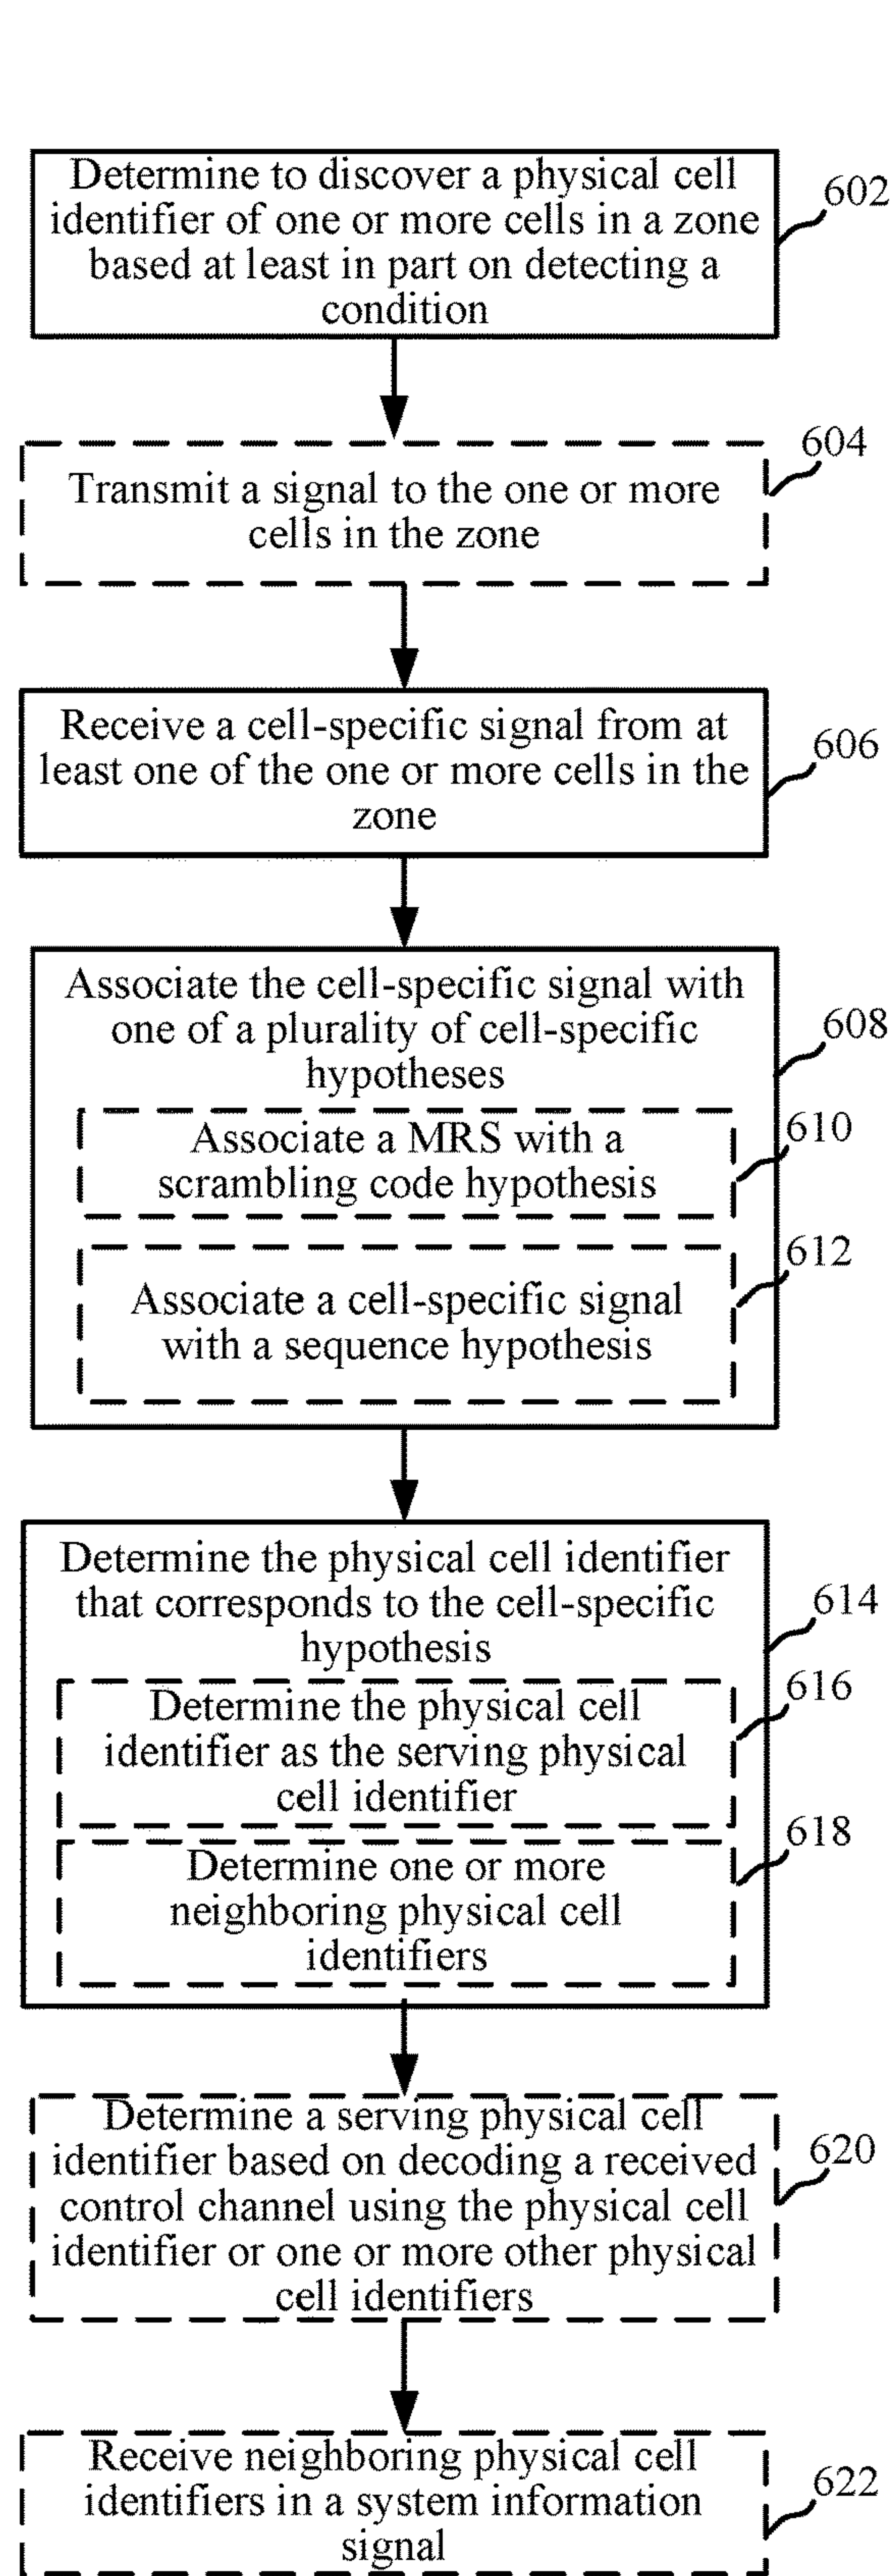 Determine to discover a physical cell
identifier of one or more cells in a zone
based at least in part on detecting a
condition
602
604
Transmit a signal to the one or more
cells in the zone
Receive a cell-specific signal from at
least one of the one or more cells in the
zone
606
Associate the cell-specific signal with
one of a plurality of cell-specific
hypotheses
608
Associate a MRS with a
scrambling code hypothesis
610
612
Associate a cell-specific signal
with a sequence hypothesis
Determine the physical cell identifier
that corresponds to the cell-specific
hypothesis
614
616
Determine the physical cell
identifier as the serving physical
cell identifier
618
Determine one or more
neighboring physical cell
identifiers
Determine a serving physical cell
identifier based on decoding a received
control channel using the physical cell
identifier or one or more other physical
cell identifiers
620
Receive neighboring physical cell
identifiers in a system information
signal
622